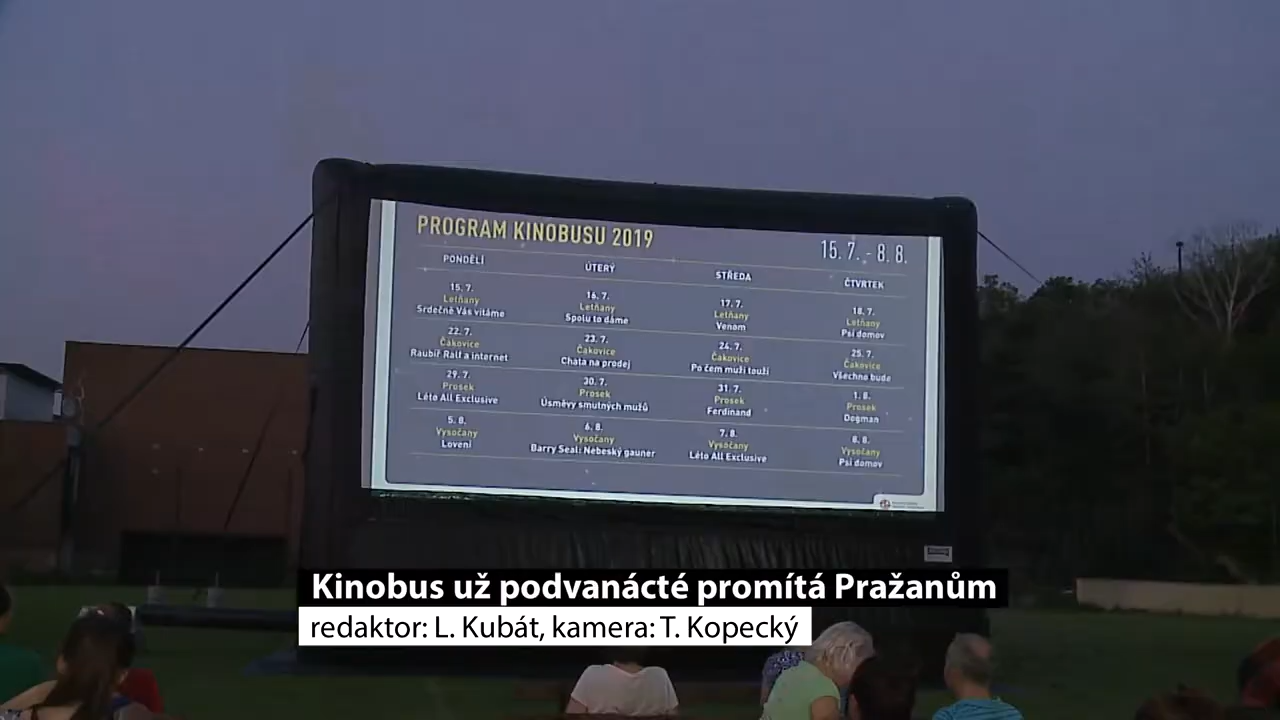 PROGRAM KINOBUSU 2019
15. 7. - 8. 8.
PONDĚLÍ ÚTERÝ STŘEDA ČTVRTEK
15. 7. 16. 7. 17. 7. 18. 7.
Letňany Letňany Letňany Letňany
Srdečně Vás vítáme Spolu to dáme Venom Psí domov
22. 7. 23. 7. 24. 7. 25. 7.
Čakovice Čakovice Čakovice Čakovice
Raubíř Ralf a internet Chata na prodej Po čem muži touží Všechno bude
29. 7. 30. 7. 31. 7. 1. 8.
Prosek Prosek Prosek Prosek
Léto All Exclusive Úsměvy smutných mužů Ferdinand Dogman
5. 8. 6. 8. 7. 8. 8. 8.
Vysočany Vysočany Vysočany Vysočany
Lovení Barry Seal: Nebeský gauner Léto All Exclusive Psí domov
Kinobus už podvanácté promítá Pražanům
redaktor: L. Kubát, kamera: T. Kopecký